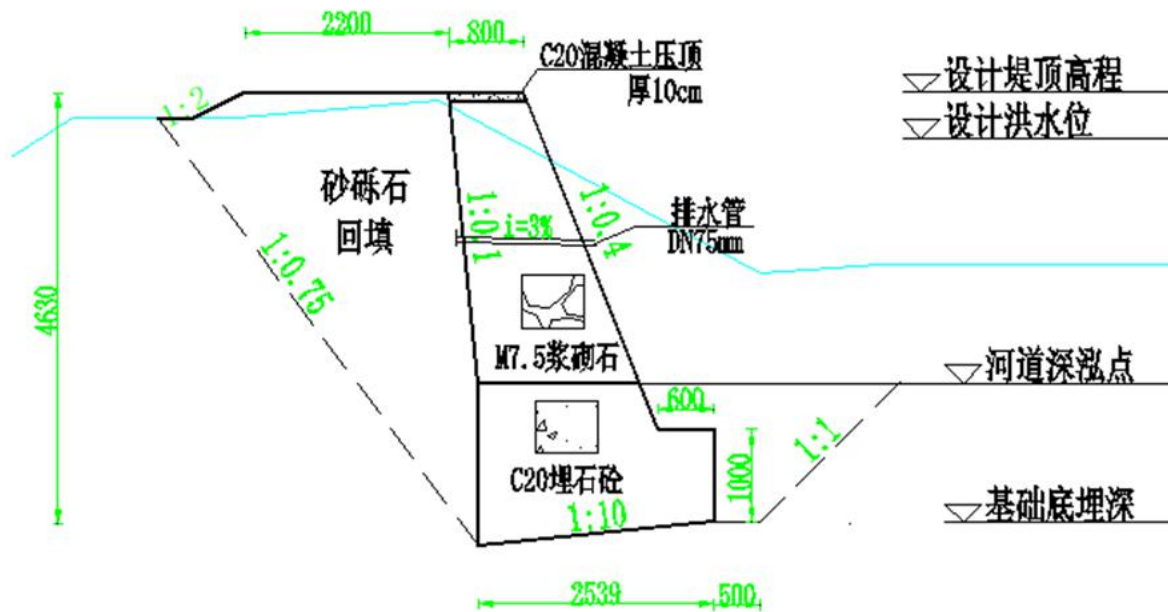 2200
800
C20混凝土压顶
厚10cm
设计堤顶高程
设计洪水位
1:2
砂砾石
回填
1:0.1
i=3%
1:0.4
排水管
DN75mm
1:0.75
4630
M7.5浆砌石
河道深泓点
600
1:1
C20埋石砼
1000
1:10
基础底埋深
2539
500